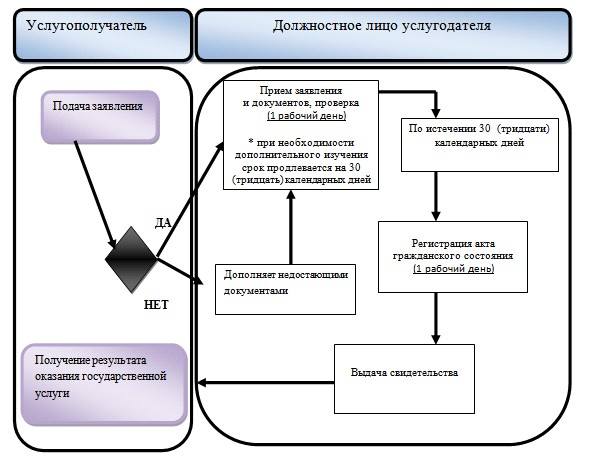 Услугополучатель
Должностное лицо услугодателя
Подача заявления
Прием заявления
и документов, проверка
(1 рабочий день)
* при необходимости
дополнительного изучения
срок продлевается на 30
(тридцать) календарных дней
По истечении 30 (тридцати)
календарных дней
ДА
Регистрация акта
гражданского состояния
(1 рабочий день)
Дополняет недостающими
документами
НЕТ
Получение результата
оказания государственной
услуги
Выдача свидетельства